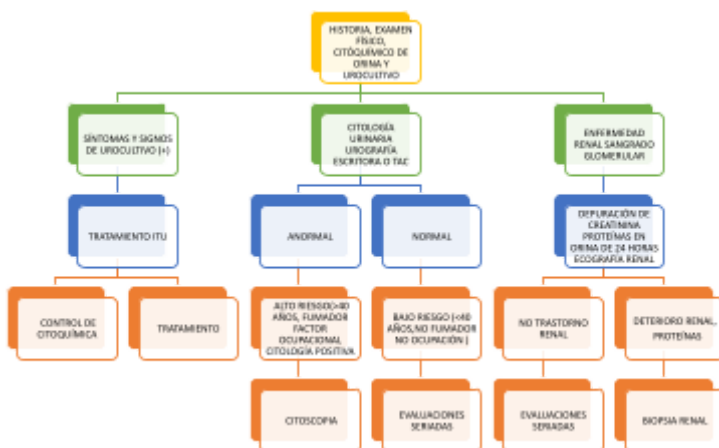 HISTORIA, EXAMEN
FÍSICO,
CITOQUÍMICO DE
ORINA Y
UROCULTIVO
SÍNTOMAS Y SIGNOS
DE UROCULTIVO (+)
CITOLOGÍA
URINARIA
UROGRAFÍA
ESCRITORA O TAC
ENFERMEDAD
RENAL SANGRADO
GLOMERULAR
TRATAMIENTO ITU
ANORMAL
NORMAL
DEPURACIÓN DE
CREATININA
PROTEÍNAS EN
ORINA DE 24 HORAS
ECOGRAFÍA RENAL
CONTROL DE
CITOQUÍMICA
TRATAMIENTO
ALTO RIESGO(>40
AÑOS, FUMADOR
FACTOR
OCUPACIONAL
CITOLOGÍA POSITIVA
BAJO RIESGO (<40
AÑOS,NO FUMADOR
NO OCUPACIÓN )
NO TRASTORNO
RENAL
DETERIORO RENAL,
PROTEÍNAS
CITOSCOPIA
EVALUACIONES
SERIADAS
EVALUACIONES
SERIADAS
BIOPSIA RENAL